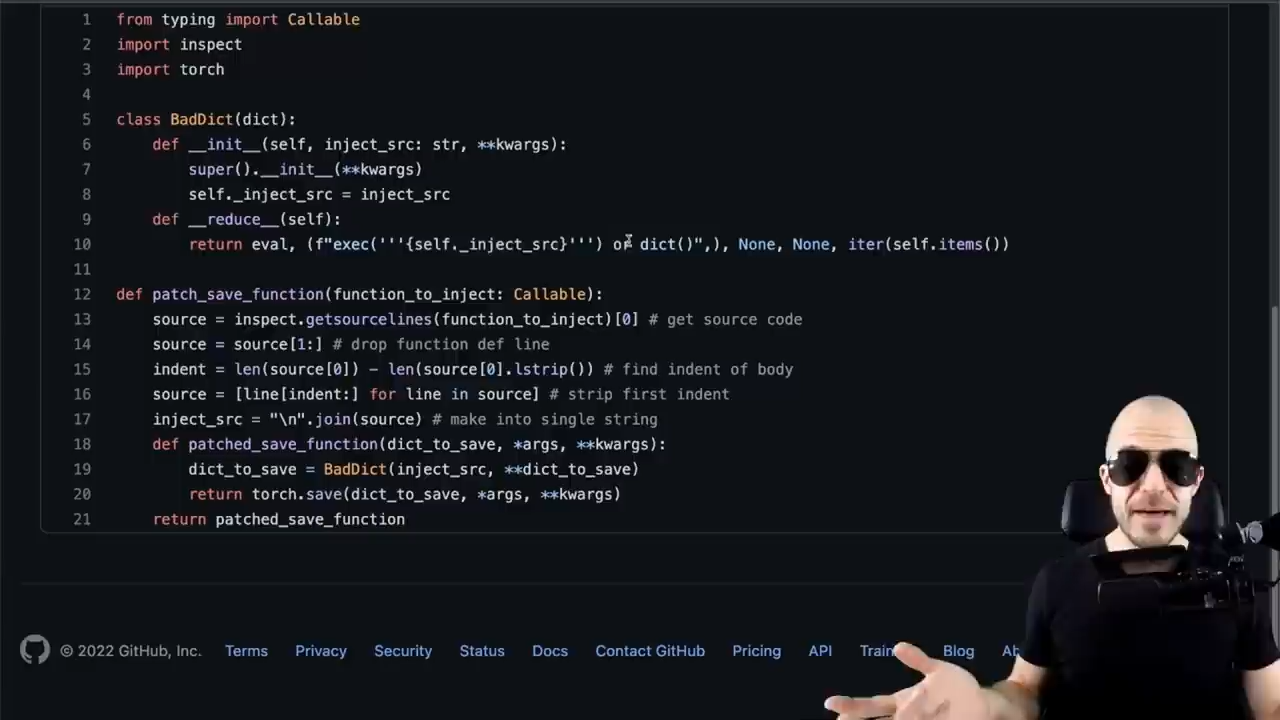 1 from typing import Callable
2 import inspect
3 import torch
4
5 class BadDict(dict):
6 def __init__(self, inject_src: str, **kwargs):
7 super().__init__(**kwargs)
8 self._inject_src = inject_src
9 def __reduce__(self):
10 return eval, (f"exec('''{self._inject_src}''') or dict()",), None, None, iter(self.items())
11
12 def patch_save_function(function_to_inject: Callable):
13 source = inspect.getsourcelines(function_to_inject)[0] # get source code
14 source = source[1:] # drop function def line
15 indent = len(source[0]) - len(source[0].lstrip()) # find indent of body
16 source = [line[indent:] for line in source] # strip first indent
17 inject_src = "\n".join(source) # make into single string
18 def patched_save_function(dict_to_save, *args, **kwargs):
19 dict_to_save = BadDict(inject_src, **dict_to_save)
20 return torch.save(dict_to_save, *args, **kwargs)
21 return patched_save_function
© 2022 GitHub, Inc. Terms Privacy Security Status Docs Contact GitHub Pricing API Blog